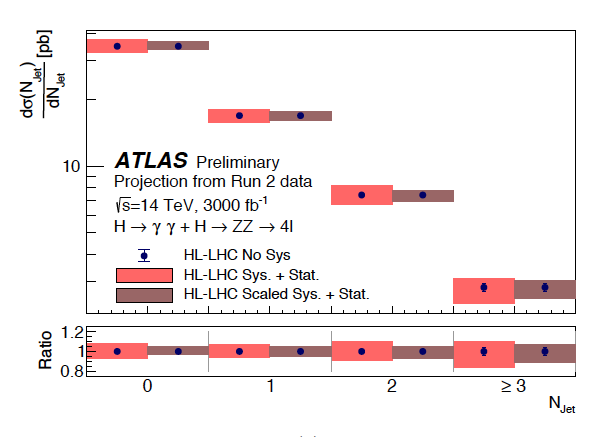 dσ(N_Jet)/dN_Jet [pb]
10
ATLAS Preliminary
Projection from Run 2 data
√s=14 TeV, 3000 fb⁻¹
H → γ γ + H → ZZ → 4l
HL-LHC No Sys
HL-LHC Sys. + Stat.
HL-LHC Scaled Sys. + Stat.
Ratio
1.2
1
0.8
0 1 2 ≥ 3
N_Jet